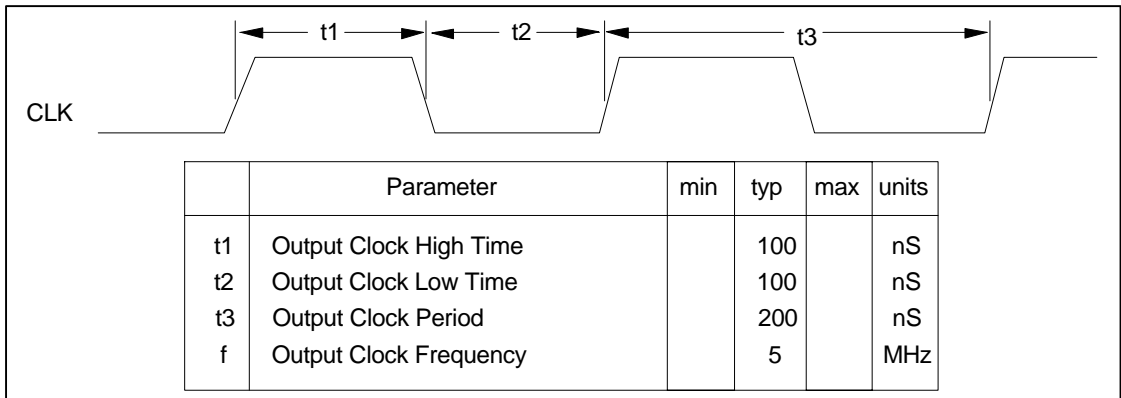 t1 t2 t3
CLK
Parameter min typ max units
t1 Output Clock High Time 100 nS
t2 Output Clock Low Time 100 nS
t3 Output Clock Period 200 nS
f Output Clock Frequency 5 MHz